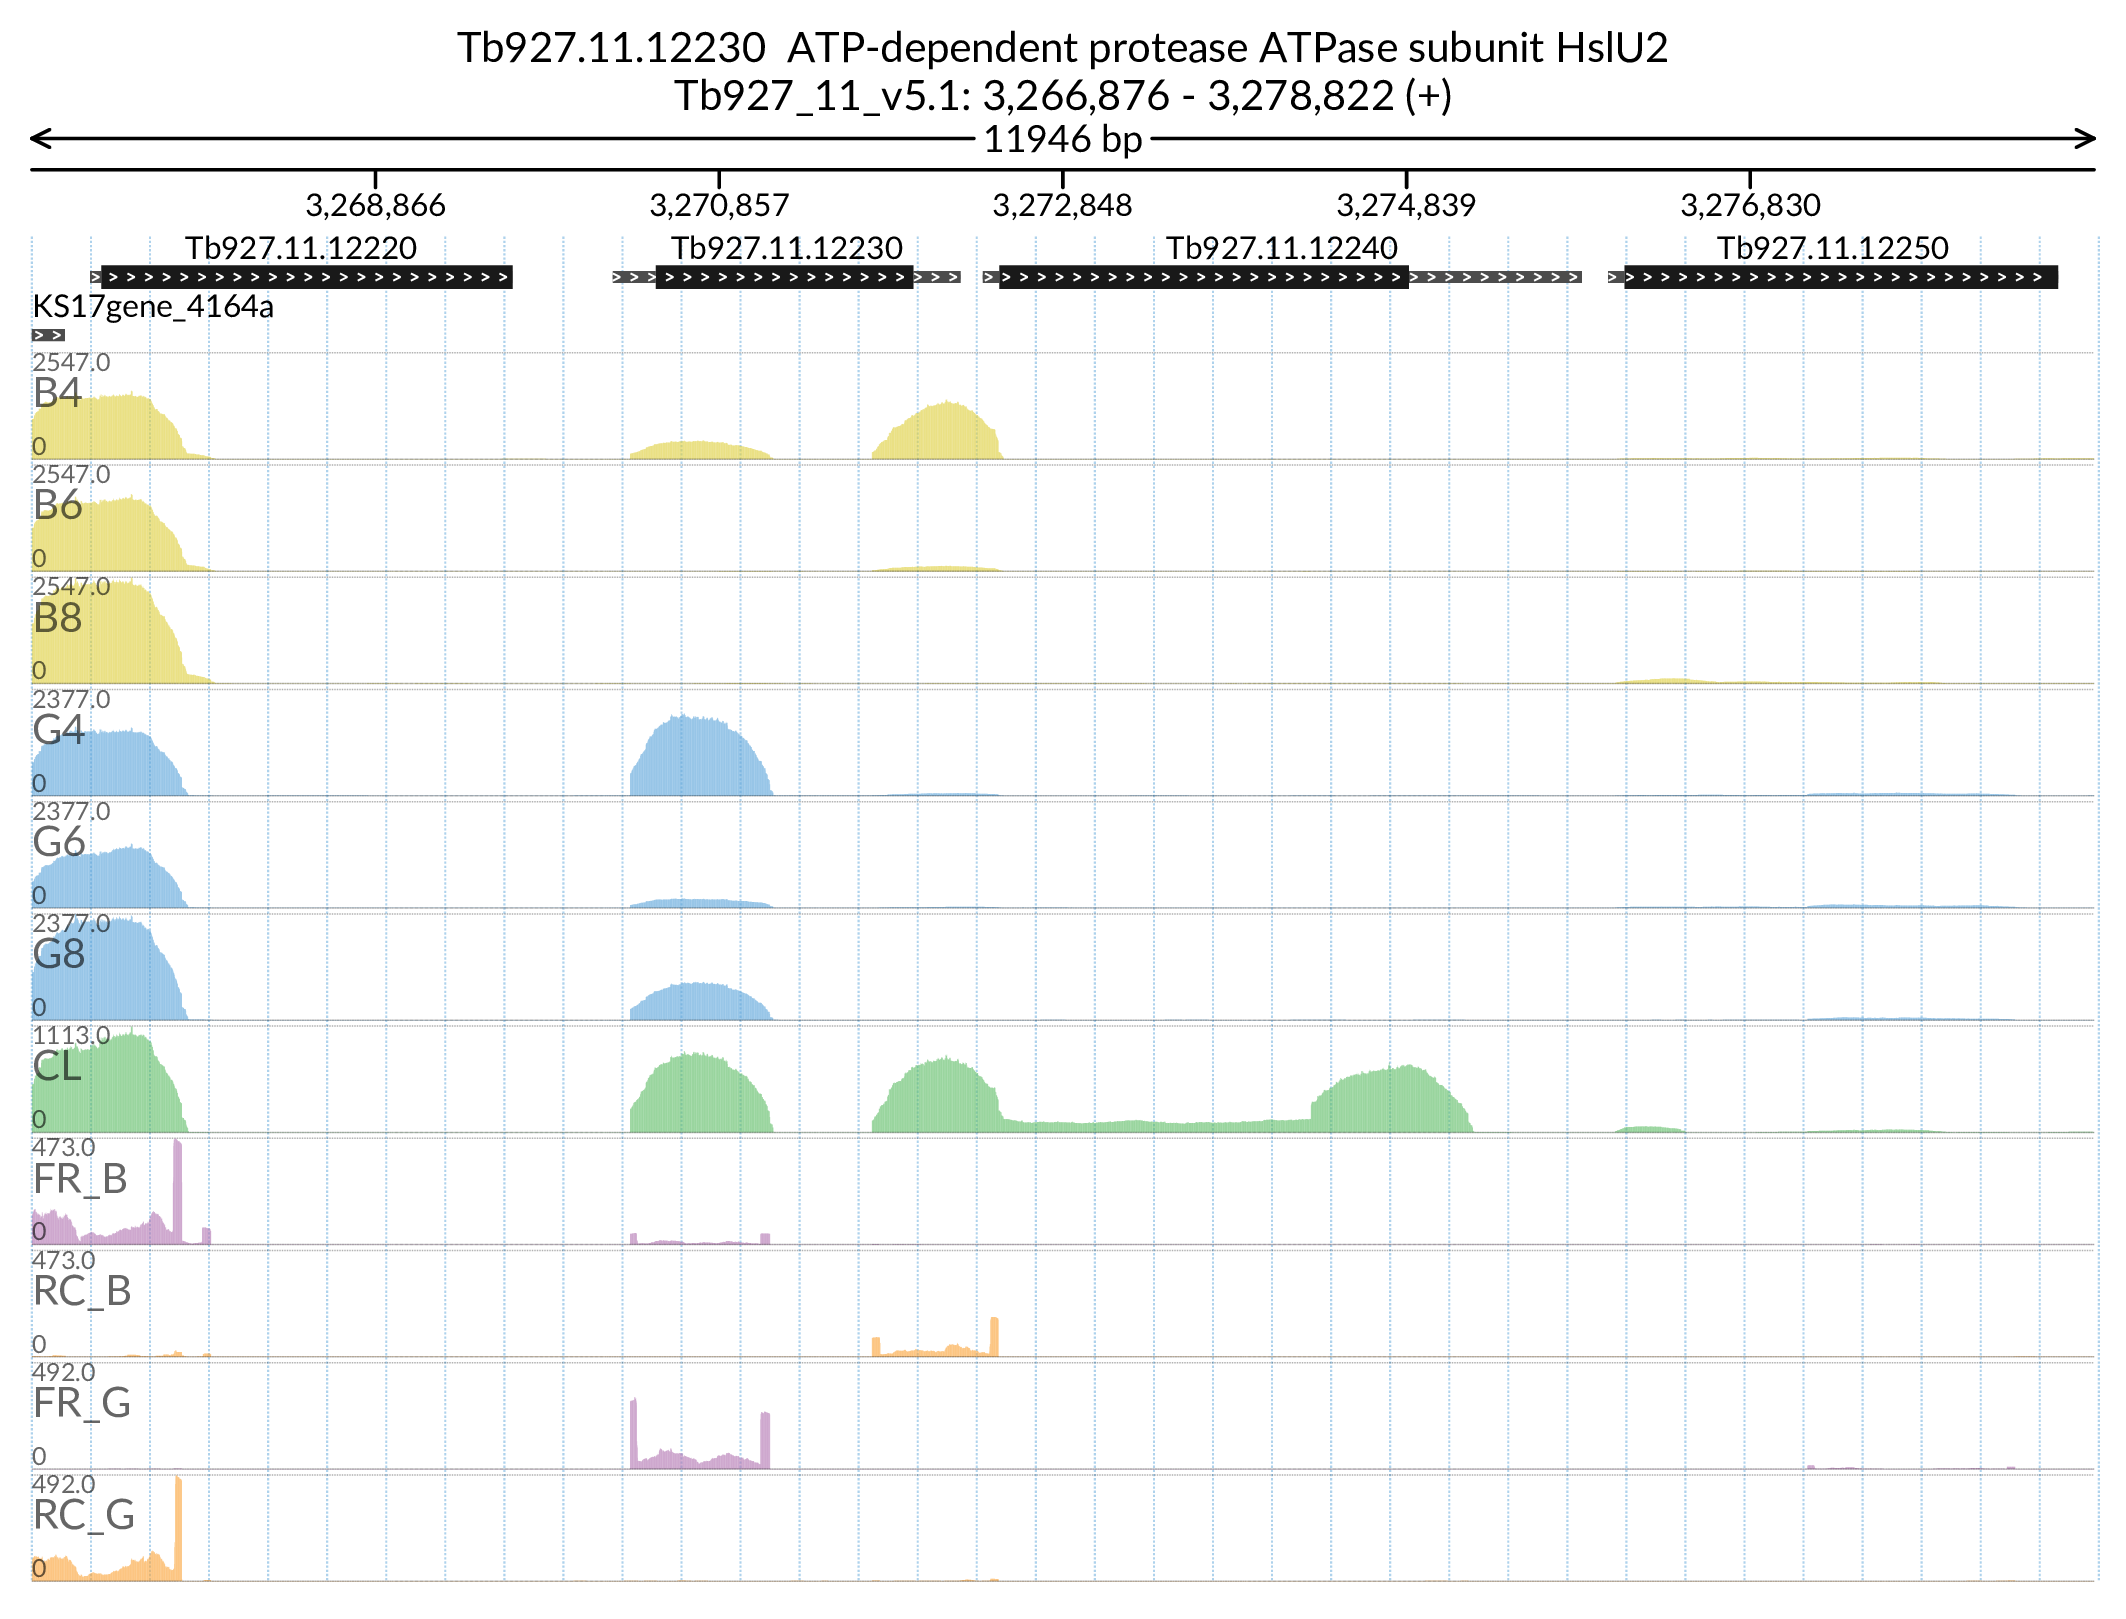 Tb927.11.12230  ATP-dependent protease ATPase subunit HslU2
Tb927_11_v5.1: 3,266,876 - 3,278,822 (+)
11946 bp
3,268,866 3,270,857 3,272,848 3,274,839 3,276,830
Tb927.11.12220 Tb927.11.12230 Tb927.11.12240 Tb927.11.12250
KS17gene_4164a
2547.0
B4
0
2547.0
B6
0
2547.0
B8
0
2377.0
G4
0
2377.0
G6
0
2377.0
G8
0
1113.0
CL
0
473.0
FR_B
0
473.0
RC_B
0
492.0
FR_G
0
492.0
RC_G
0